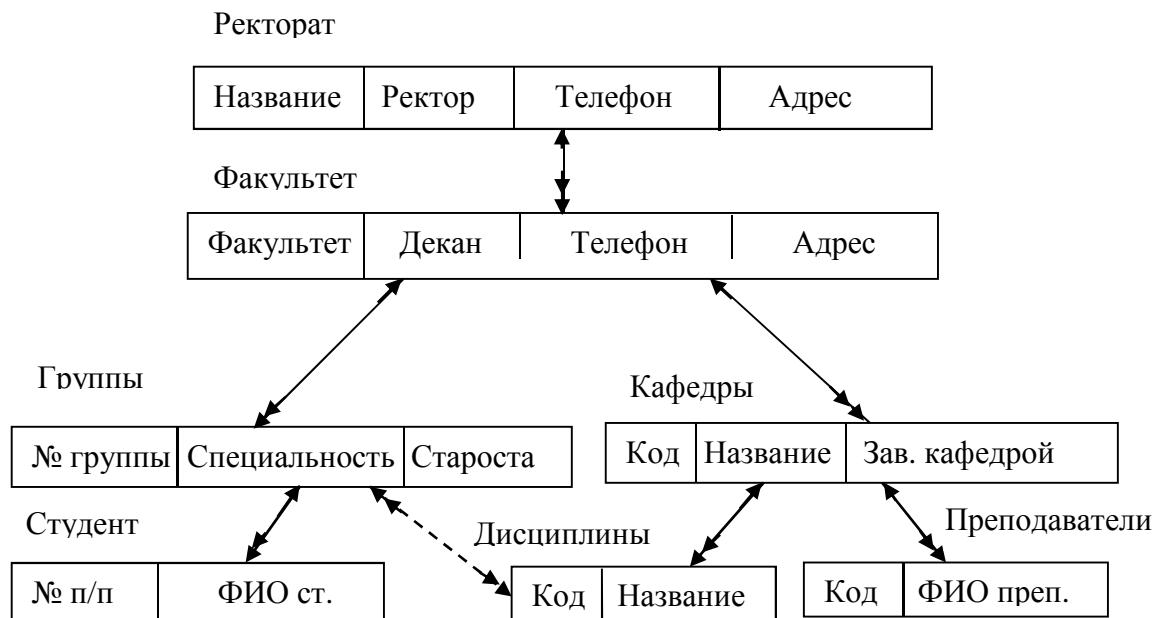 Ректорат
Название Ректор Телефон Адрес
Факультет
Факультет Декан Телефон Адрес
Группы
Кафедры
№ группы Специальность Староста
Код Название Зав. кафедрой
Студент
Дисциплины
Преподаватели
№ п/п ФИО ст.
Код Название
Код ФИО преп.